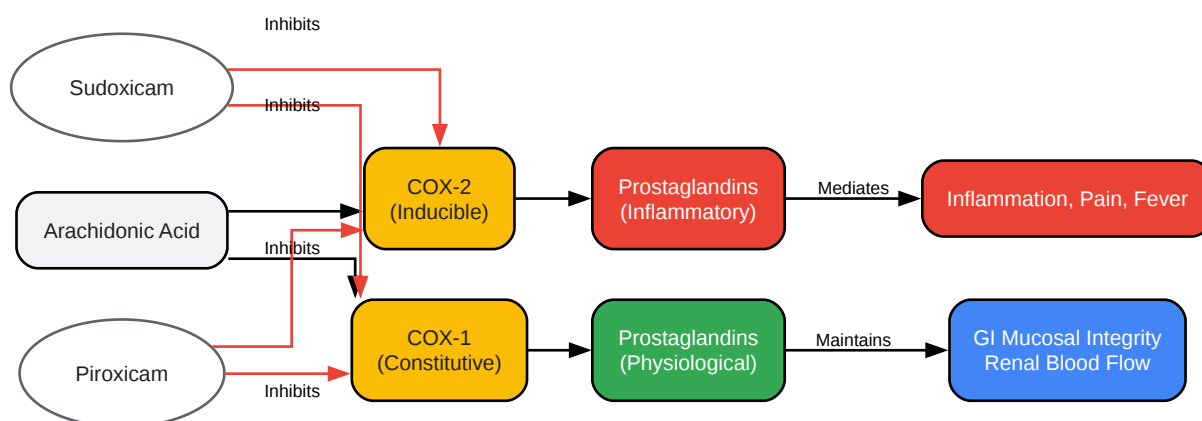 Inhibits
Sudoxicam
Inhibits
COX-2
(Inducible)
Prostaglandins
(Inflammatory)
Mediates
Inflammation, Pain, Fever
Arachidonic Acid
Inhibits
COX-1
(Constitutive)
Prostaglandins
(Physiological)
Maintains
GI Mucosal Integrity
Renal Blood Flow
Piroxicam
Inhibits